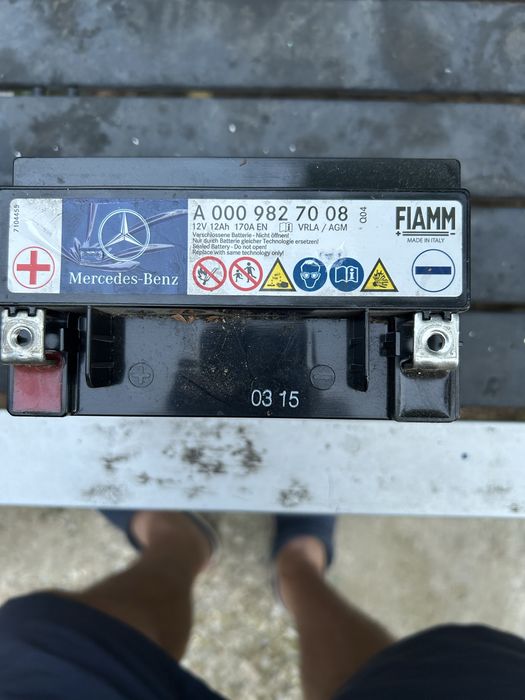 7104455
A 000 982 70 08
004
12V 12Ah 170A EN VRLA / AGM
Verschlossene Batterie - Nicht öffnen!
Nur durch Batterie gleicher Technologie ersetzen!
Sealed Battery - Do not open!
Replace with same technology only!
Mercedes-Benz
FIAMM
MADE IN ITALY
03 15